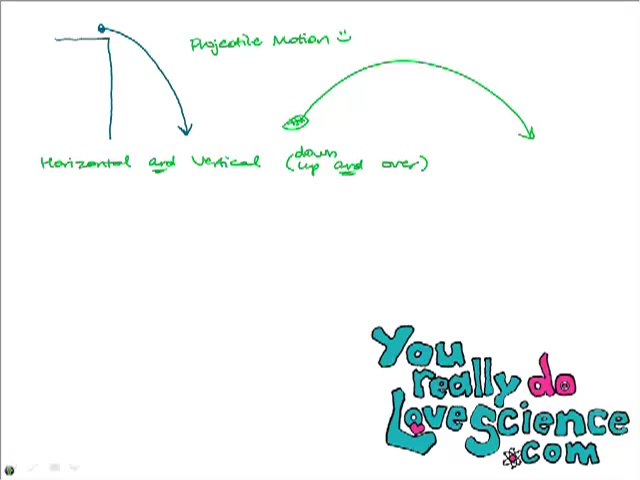 Projectile Motion
down
Horizontal and Vertical (up and over)
You
really do
Love Science
.com